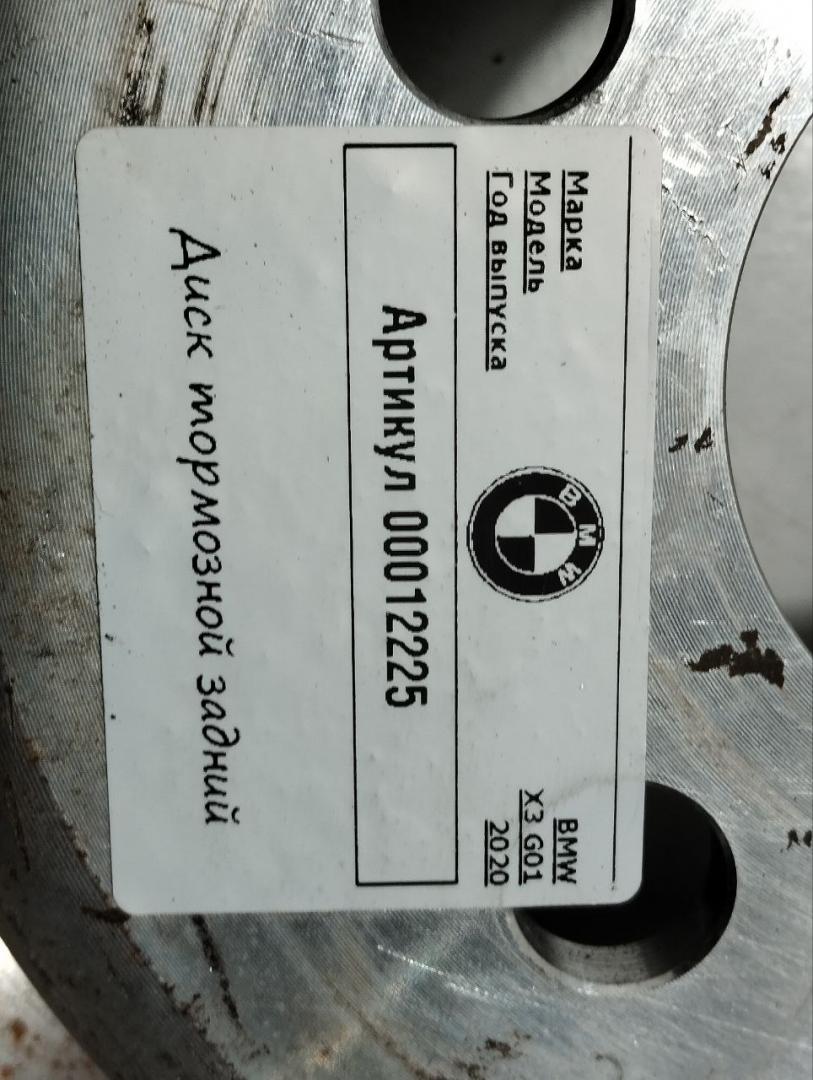 Марка BMW
Модель X3 G01
Год выпуска 2020
BMW
Артикул 00012225
Диск тормозной задний